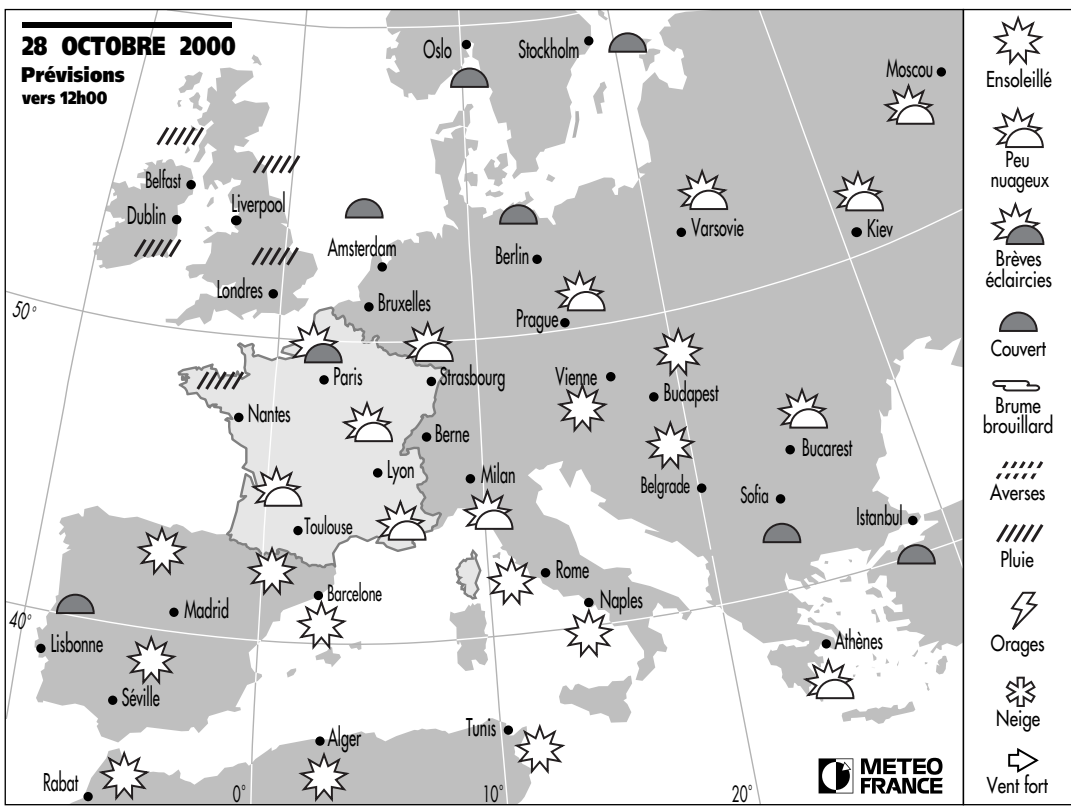 28 OCTOBRE 2000
Prévisions
vers 12h00
Oslo
Stockholm
Moscou
Belfast
Dublin
Liverpool
Amsterdam
Berlin
Varsovie
Kiev
Londres
Bruxelles
Prague
50°
Paris
Strasbourg
Vienne
Budapest
Nantes
Berne
Bucarest
Lyon
Milan
Belgrade
Sofia
Istanbul
Toulouse
Rome
Barcelone
Naples
Madrid
40°
Lisbonne
Athènes
Séville
Alger
Tunis
Rabat
0°
10°
20°
METEO
FRANCE
Ensoleillé
Peu
nuageux
Brèves
éclaircies
Couvert
Brume
brouillard
Averses
Pluie
Orages
Neige
Vent fort